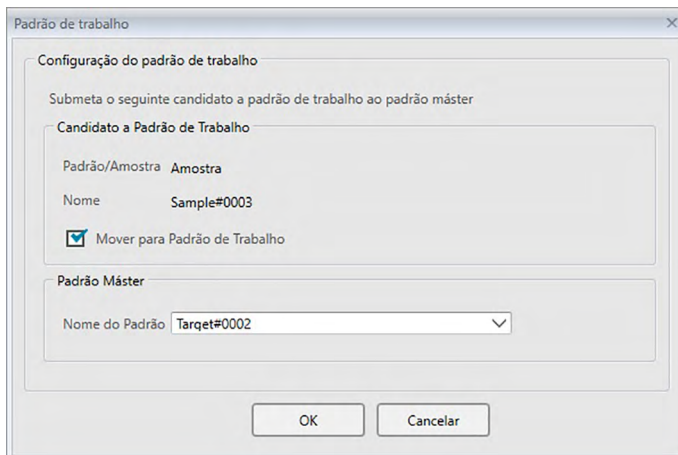 Padrão de trabalho
Configuração do padrão de trabalho
Submeta o seguinte candidato a padrão de trabalho ao padrão máster
Candidato a Padrão de Trabalho
Padrão/Amostra Amostra
Nome Sample#0003
Mover para Padrão de Trabalho
Padrão Máster
Nome do Padrão Target#0002
OK Cancelar